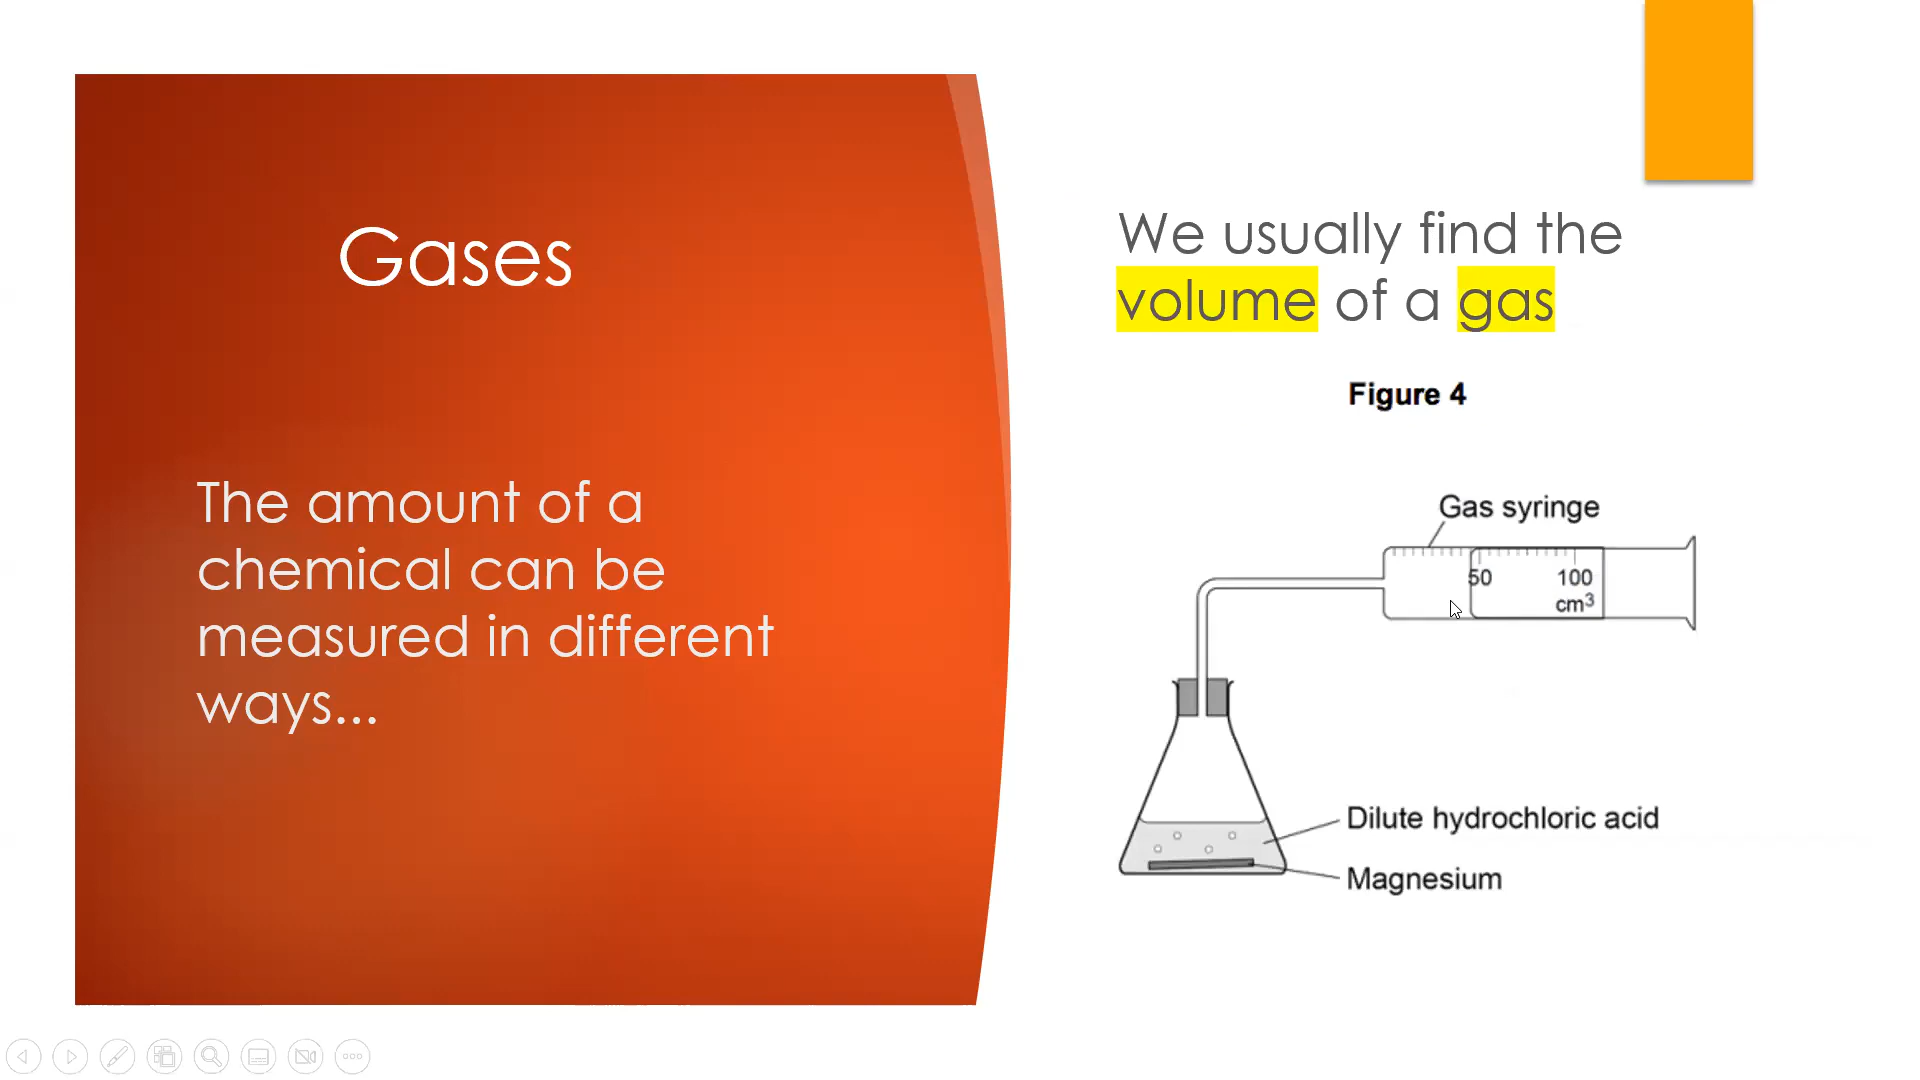 Gases
The amount of a
chemical can be
measured in different
ways...
We usually find the
volume of a gas
Figure 4
Gas syringe
50 100
cm³
Dilute hydrochloric acid
Magnesium